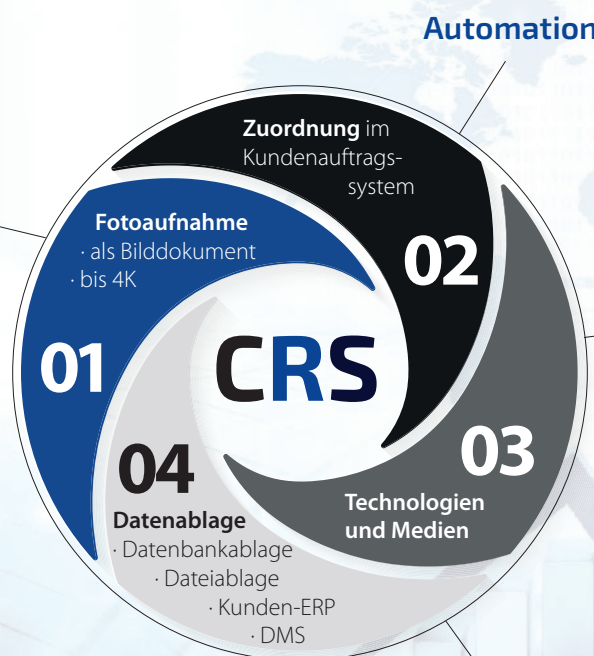 Automation
Zuordnung im
Kundenauftrags-
system
02
Fotoaufnahme
· als Bilddokument
· bis 4K
01
CRS
03
Technologien
und Medien
04
Datenablage
· Datenbankablage
· Dateiablage
· Kunden-ERP
· DMS